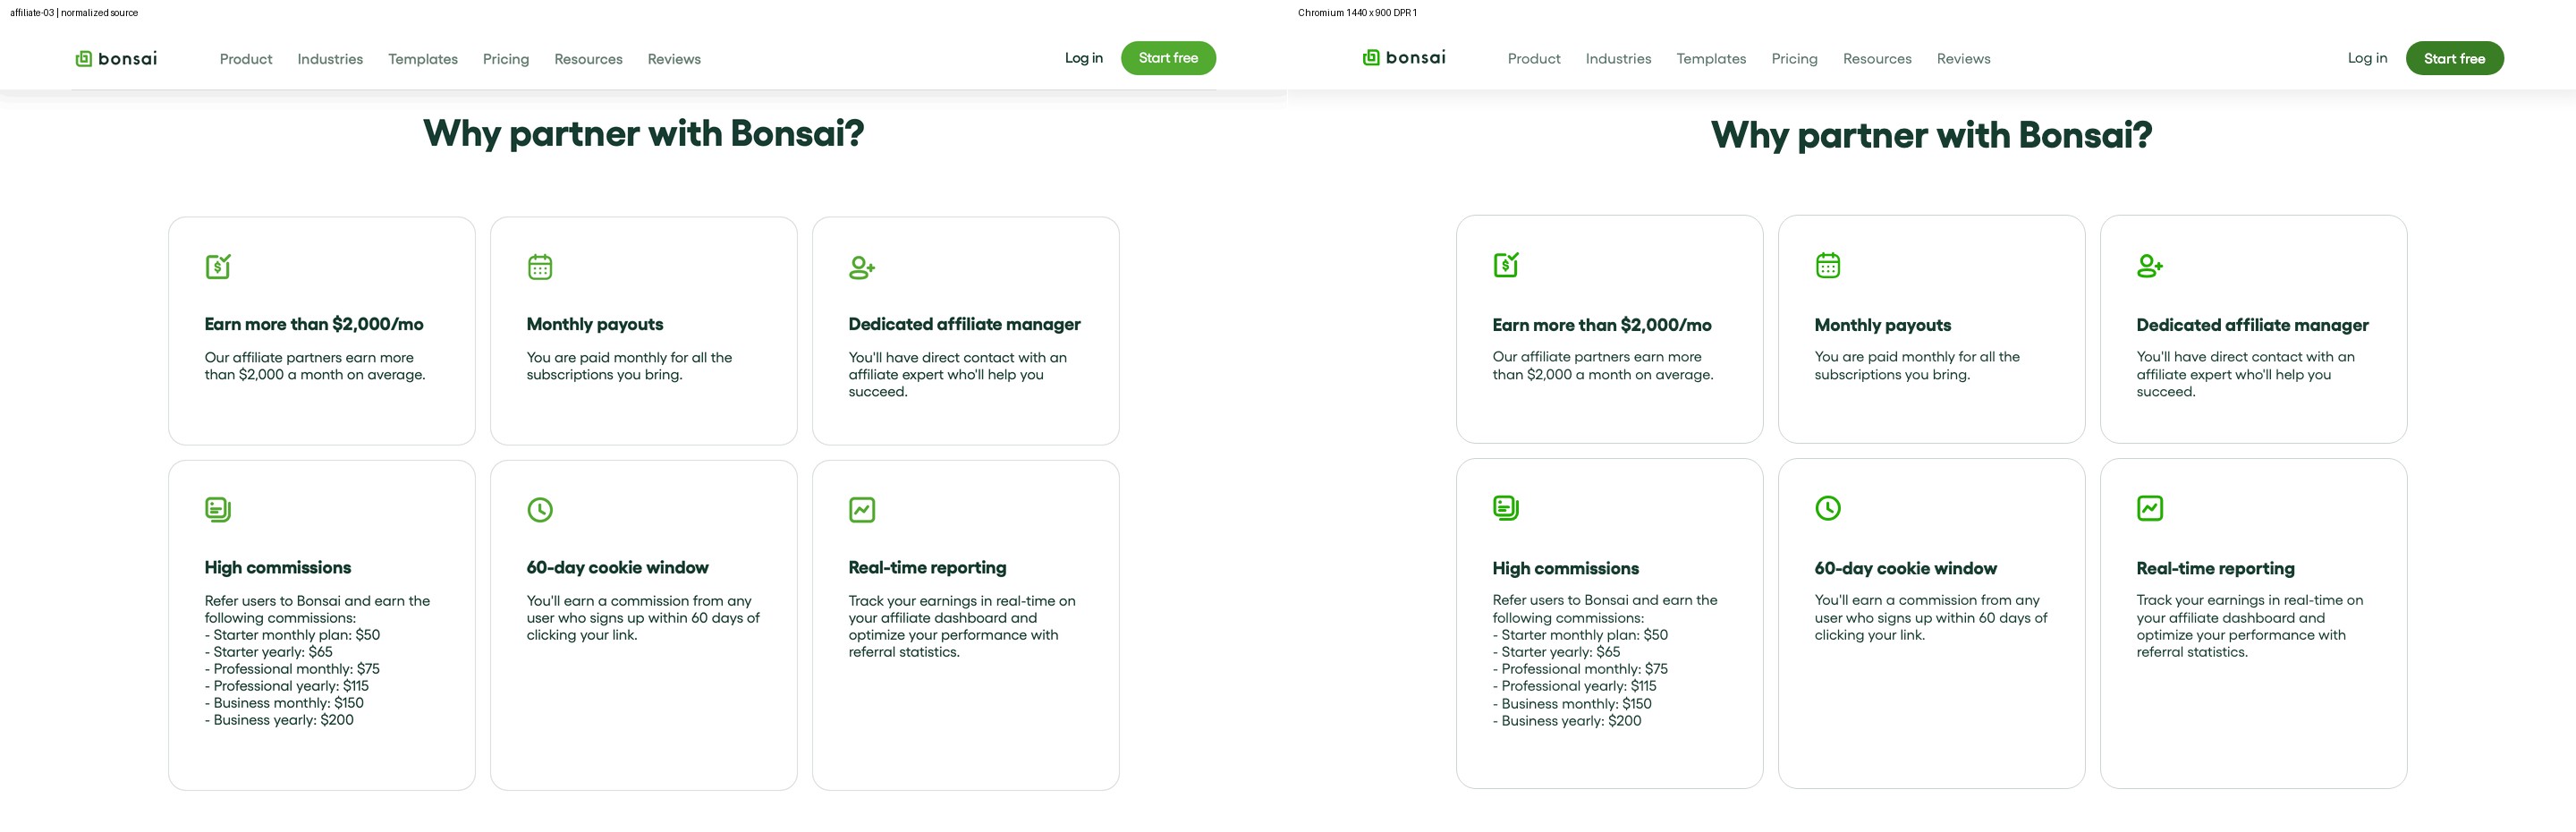 affiliate-03 | normalized source
bonsai
Product Industries Templates Pricing Resources Reviews
Log in Start free
Why partner with Bonsai?
Earn more than $2,000/mo
Our affiliate partners earn more
than $2,000 a month on average.
Monthly payouts
You are paid monthly for all the
subscriptions you bring.
Dedicated affiliate manager
You'll have direct contact with an
affiliate expert who'll help you
succeed.
High commissions
Refer users to Bonsai and earn the
following commissions:
- Starter monthly plan: $50
- Starter yearly: $65
- Professional monthly: $75
- Professional yearly: $115
- Business monthly: $150
- Business yearly: $200
60-day cookie window
You'll earn a commission from any
user who signs up within 60 days of
clicking your link.
Real-time reporting
Track your earnings in real-time on
your affiliate dashboard and
optimize your performance with
referral statistics.
Chromium 1440 x 900 DPR 1
bonsai
Product Industries Templates Pricing Resources Reviews
Log in Start free
Why partner with Bonsai?
Earn more than $2,000/mo
Our affiliate partners earn more
than $2,000 a month on average.
Monthly payouts
You are paid monthly for all the
subscriptions you bring.
Dedicated affiliate manager
You'll have direct contact with an
affiliate expert who'll help you
succeed.
High commissions
Refer users to Bonsai and earn the
following commissions:
- Starter monthly plan: $50
- Starter yearly: $65
- Professional monthly: $75
- Professional yearly: $115
- Business monthly: $150
- Business yearly: $200
60-day cookie window
You'll earn a commission from any
user who signs up within 60 days of
clicking your link.
Real-time reporting
Track your earnings in real-time on
your affiliate dashboard and
optimize your performance with
referral statistics.